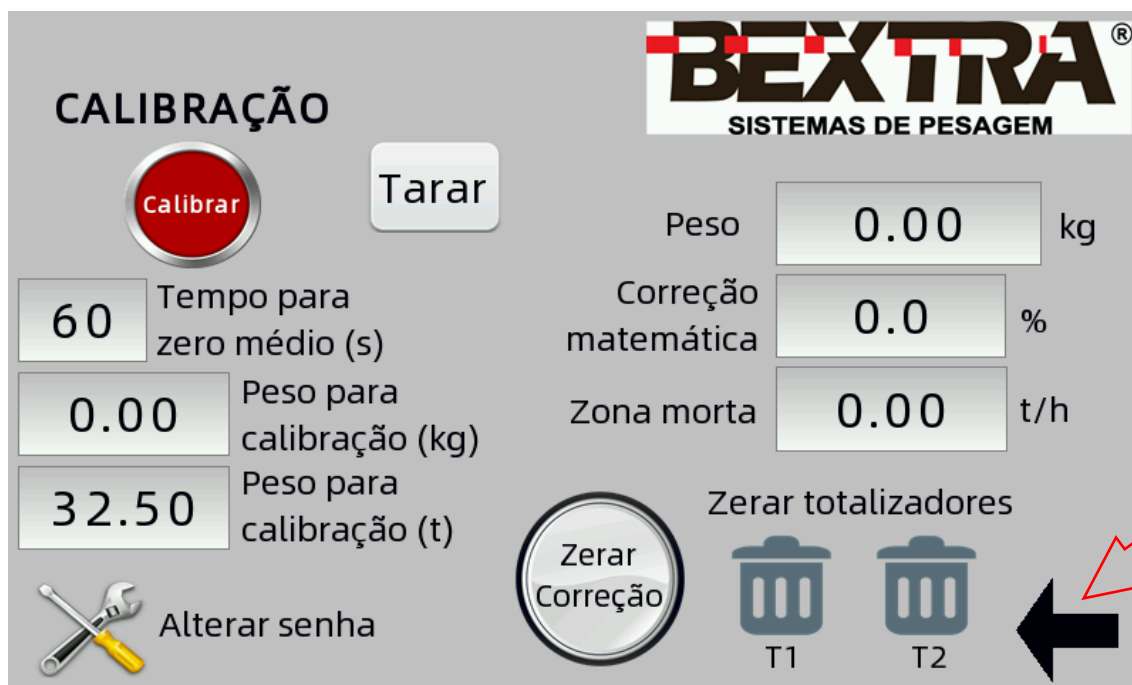 BEXTRA®
SISTEMAS DE PESAGEM
CALIBRAÇÃO
Calibrar
Tarar
60
Tempo para
zero médio (s)
0.00
Peso para
calibração (kg)
32.50
Peso para
calibração (t)
Alterar senha
Peso 0.00 kg
Correção
matemática
0.0 %
Zona morta 0.00 t/h
Zerar
Correção
Zerar totalizadores
T1 T2